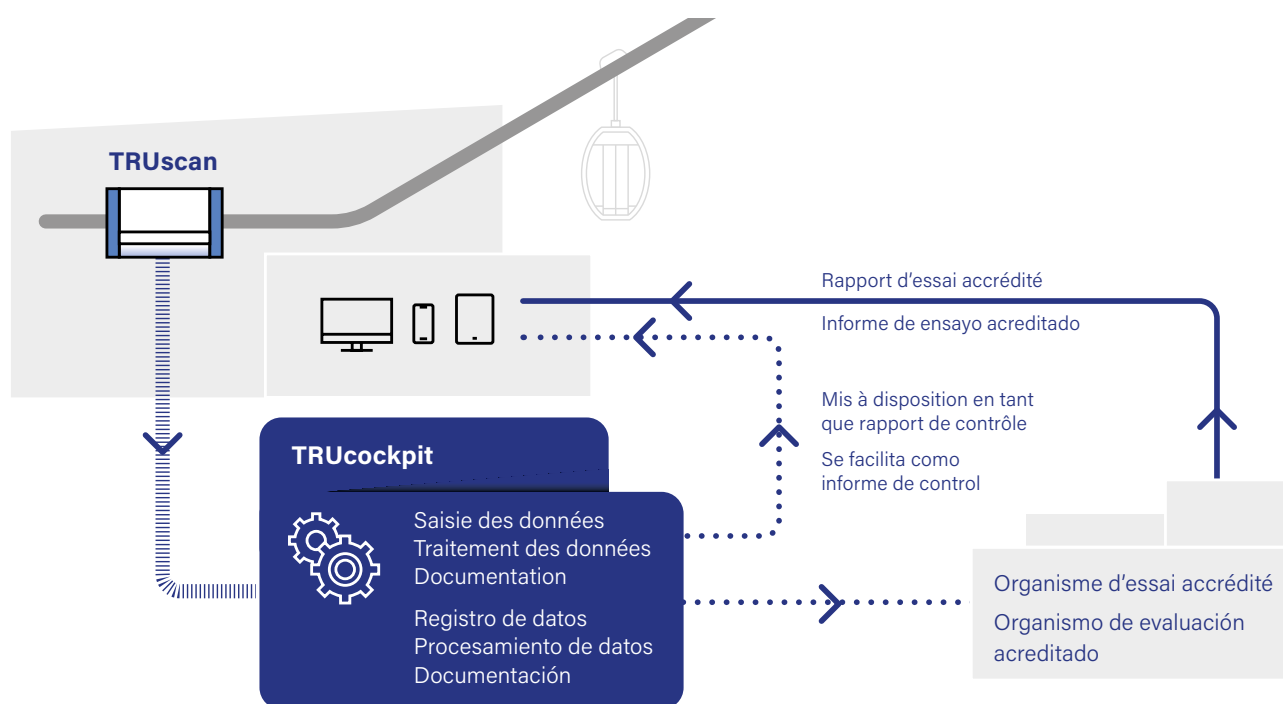 TRUscan
Rapport d’essai accrédité
Informe de ensayo acreditado
Mis à disposition en tant
que rapport de contrôle
Se facilita como
informe de control
TRUcockpit
Saisie des données
Traitement des données
Documentation
Registro de datos
Procesamiento de datos
Documentación
Organisme d’essai accrédité
Organismo de evaluación
acreditado